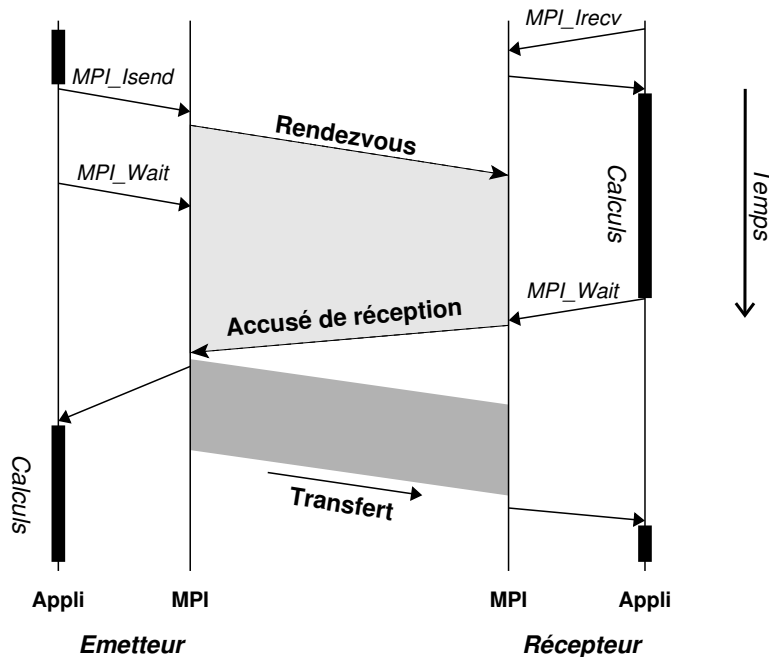 MPI_Irecv
MPI_Isend
Rendezvous
MPI_Wait
Calculs
Temps
MPI_Wait
Accusé de réception
Calculs
Transfert
Appli MPI MPI Appli
Emetteur Récepteur